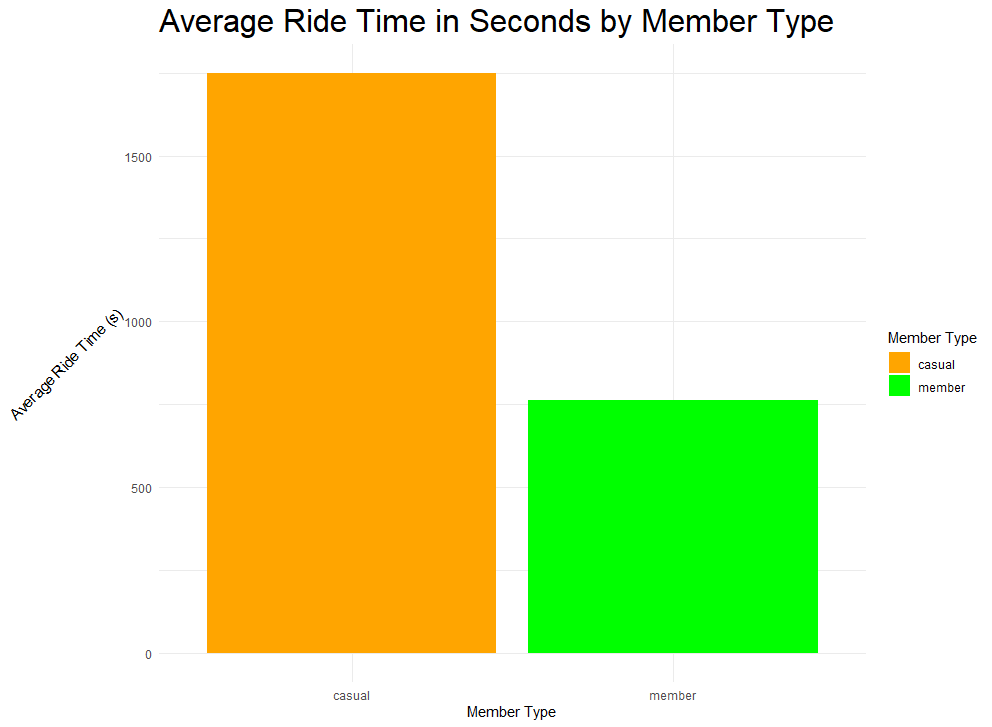 Average Ride Time in Seconds by Member Type
Average Ride Time (s)
1500
1000
500
0
casual
member
Member Type
Member Type
casual
member